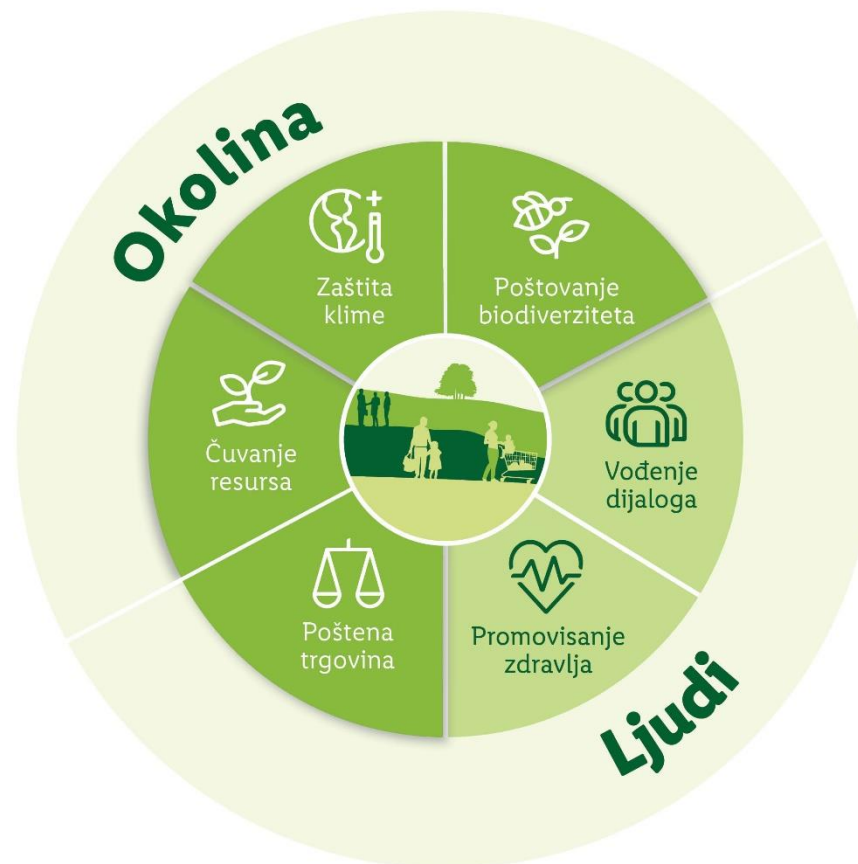 Okolina
Zaštita
klime
Poštovanje
biodiverziteta
Čuvanje
resursa
Vođenje
dijaloga
Poštena
trgovina
Promovisanje
zdravlja
Ljudi